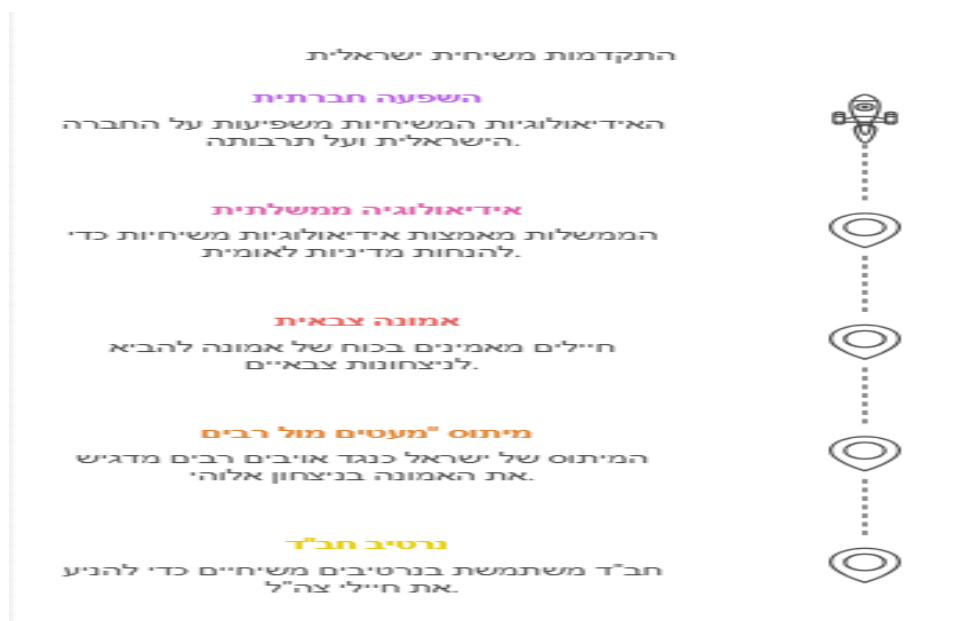 התקדמות משיחית ישראלית
השפעה חברתית
האידיאולוגיות המשיחיות משפיעות על החברה
הישראלית ועל תרבותה.
אידיאולוגיה ממשלתית
הממשלות מאמצות אידיאולוגיות משיחיות כדי
להנחות מדיניות לאומית.
אמונה צבאית
חיילים מאמינים בכוח של אמונה להביא
לניצחונות צבאיים.
מיתוס "מעטים מול רבים
המיתוס של ישראל כנגד אויבים רבים מדגיש
את האמונה בניצחון אלוהי.
נרטיב חב"ד
חב"ד משתמשת בנרטיבים משיחיים כדי להניע
את חיילי צה"ל.